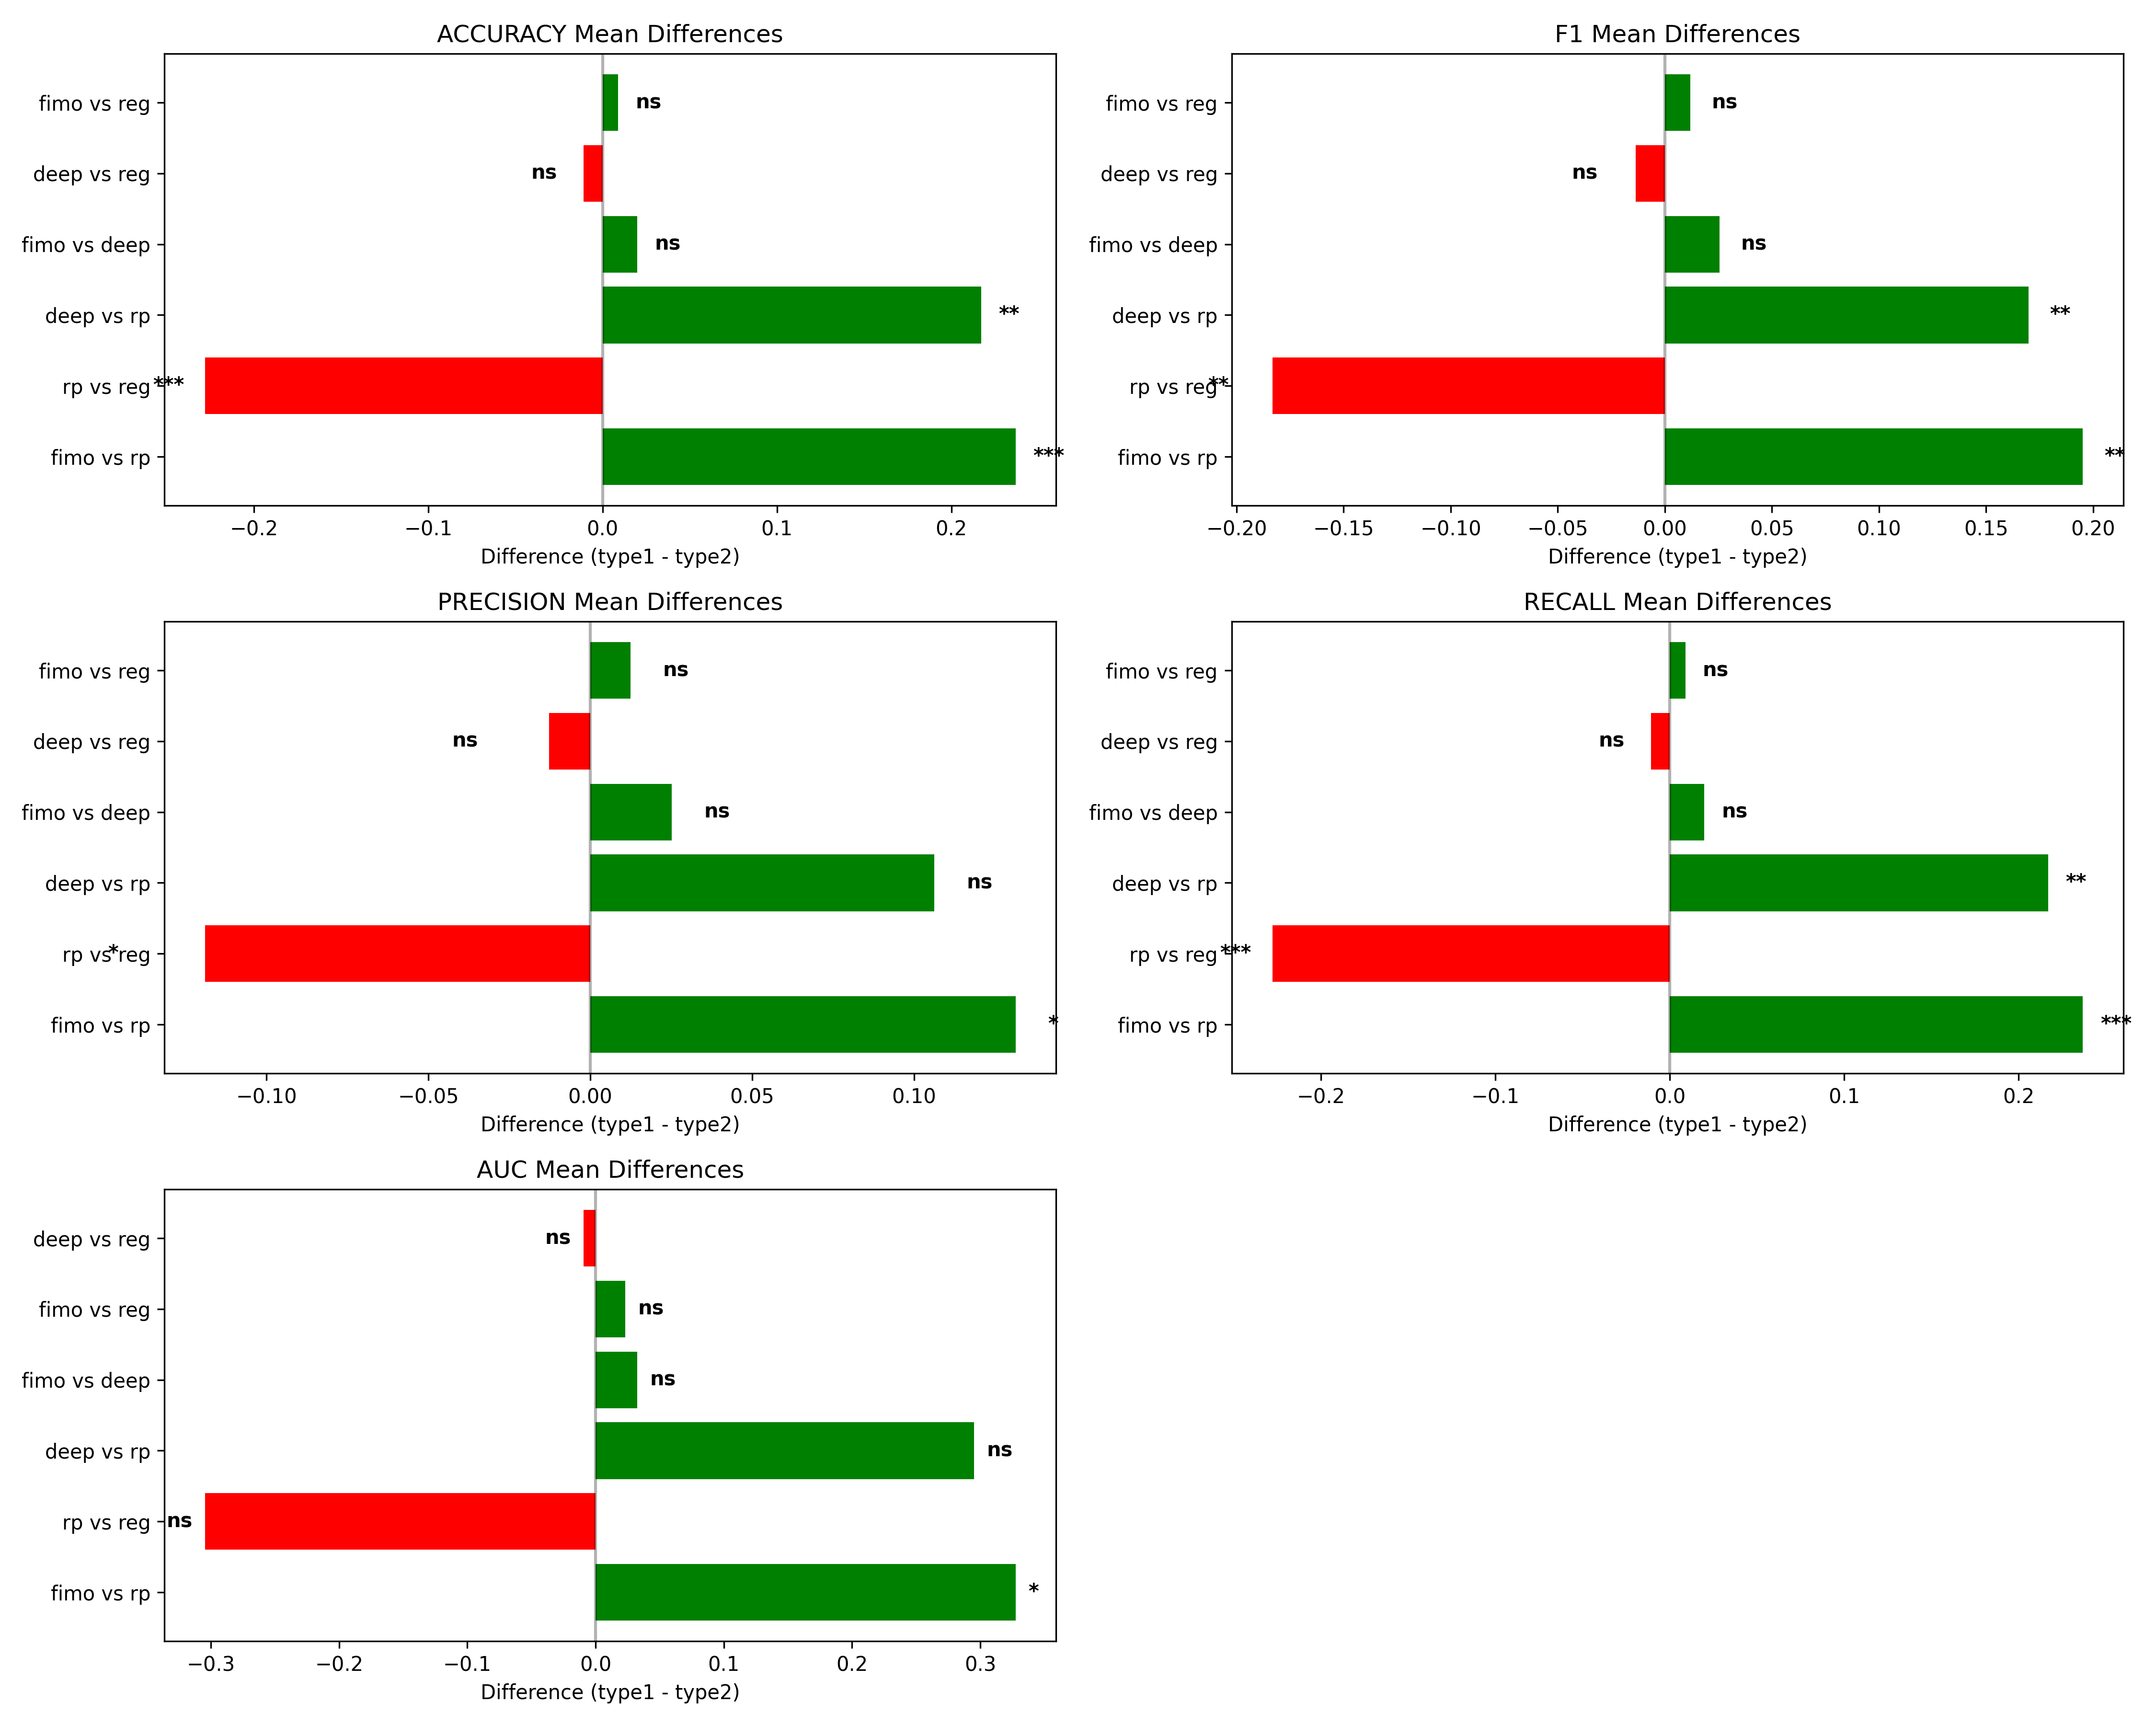 ACCURACY Mean Differences
fimo vs reg ns
deep vs reg ns
fimo vs deep ns
deep vs rp **
rp vs reg ***
fimo vs rp ***
−0.2 −0.1 0.0 0.1 0.2
Difference (type1 - type2)
F1 Mean Differences
fimo vs reg ns
deep vs reg ns
fimo vs deep ns
deep vs rp **
rp vs reg **
fimo vs rp **
−0.20 −0.15 −0.10 −0.05 0.00 0.05 0.10 0.15 0.20
Difference (type1 - type2)
PRECISION Mean Differences
fimo vs reg ns
deep vs reg ns
fimo vs deep ns
deep vs rp ns
rp vs reg *
fimo vs rp *
−0.10 −0.05 0.00 0.05 0.10
Difference (type1 - type2)
RECALL Mean Differences
fimo vs reg ns
deep vs reg ns
fimo vs deep ns
deep vs rp **
rp vs reg ***
fimo vs rp ***
−0.2 −0.1 0.0 0.1 0.2
Difference (type1 - type2)
AUC Mean Differences
deep vs reg ns
fimo vs reg ns
fimo vs deep ns
deep vs rp ns
rp vs reg ns
fimo vs rp *
−0.3 −0.2 −0.1 0.0 0.1 0.2 0.3
Difference (type1 - type2)